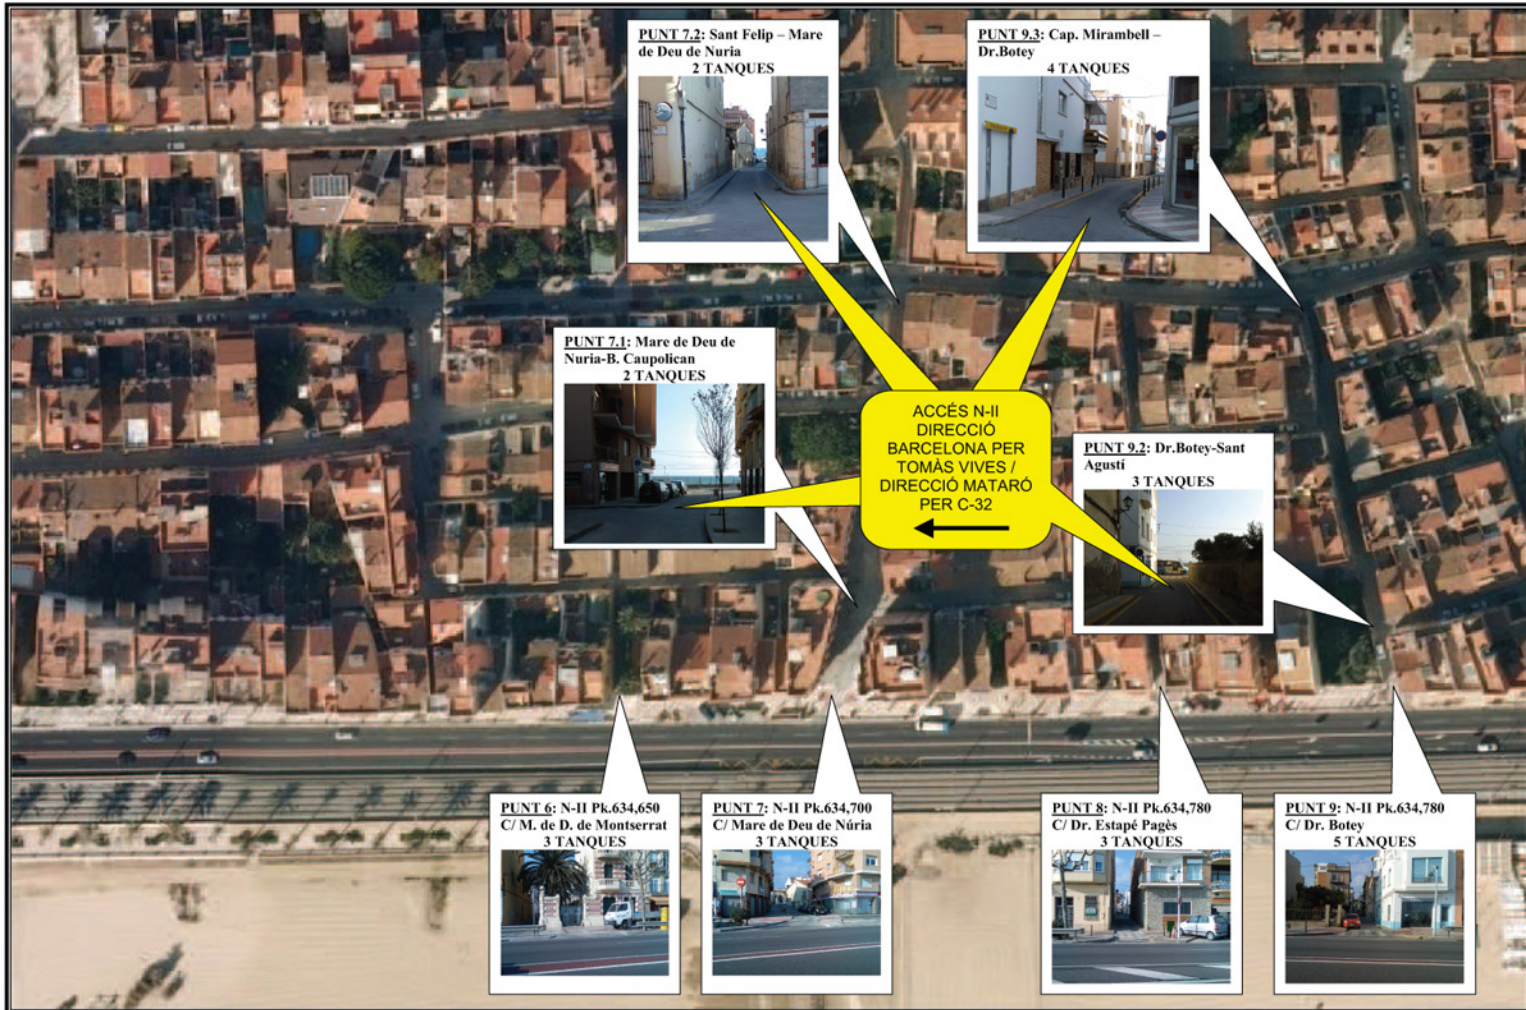 PUNT 7.2: Sant Felip – Mare
de Deu de Nuria
2 TANQUES
PUNT 9.3: Cap. Mirambell –
Dr.Botey
4 TANQUES
PUNT 7.1: Mare de Deu de
Nuria-B. Caupolican
2 TANQUES
ACCÉS N-II
DIRECCIÓ
BARCELONA PER
TOMÀS VIVES /
DIRECCIÓ MATARÓ
PER C-32
PUNT 9.2: Dr.Botey-Sant
Agustí
3 TANQUES
PUNT 6: N-II Pk.634,650
C/ M. de D. de Montserrat
3 TANQUES
PUNT 7: N-II Pk.634,700
C/ Mare de Deu de Núria
3 TANQUES
PUNT 8: N-II Pk.634,780
C/ Dr. Estapé Pagès
3 TANQUES
PUNT 9: N-II Pk.634,780
C/ Dr. Botey
5 TANQUES